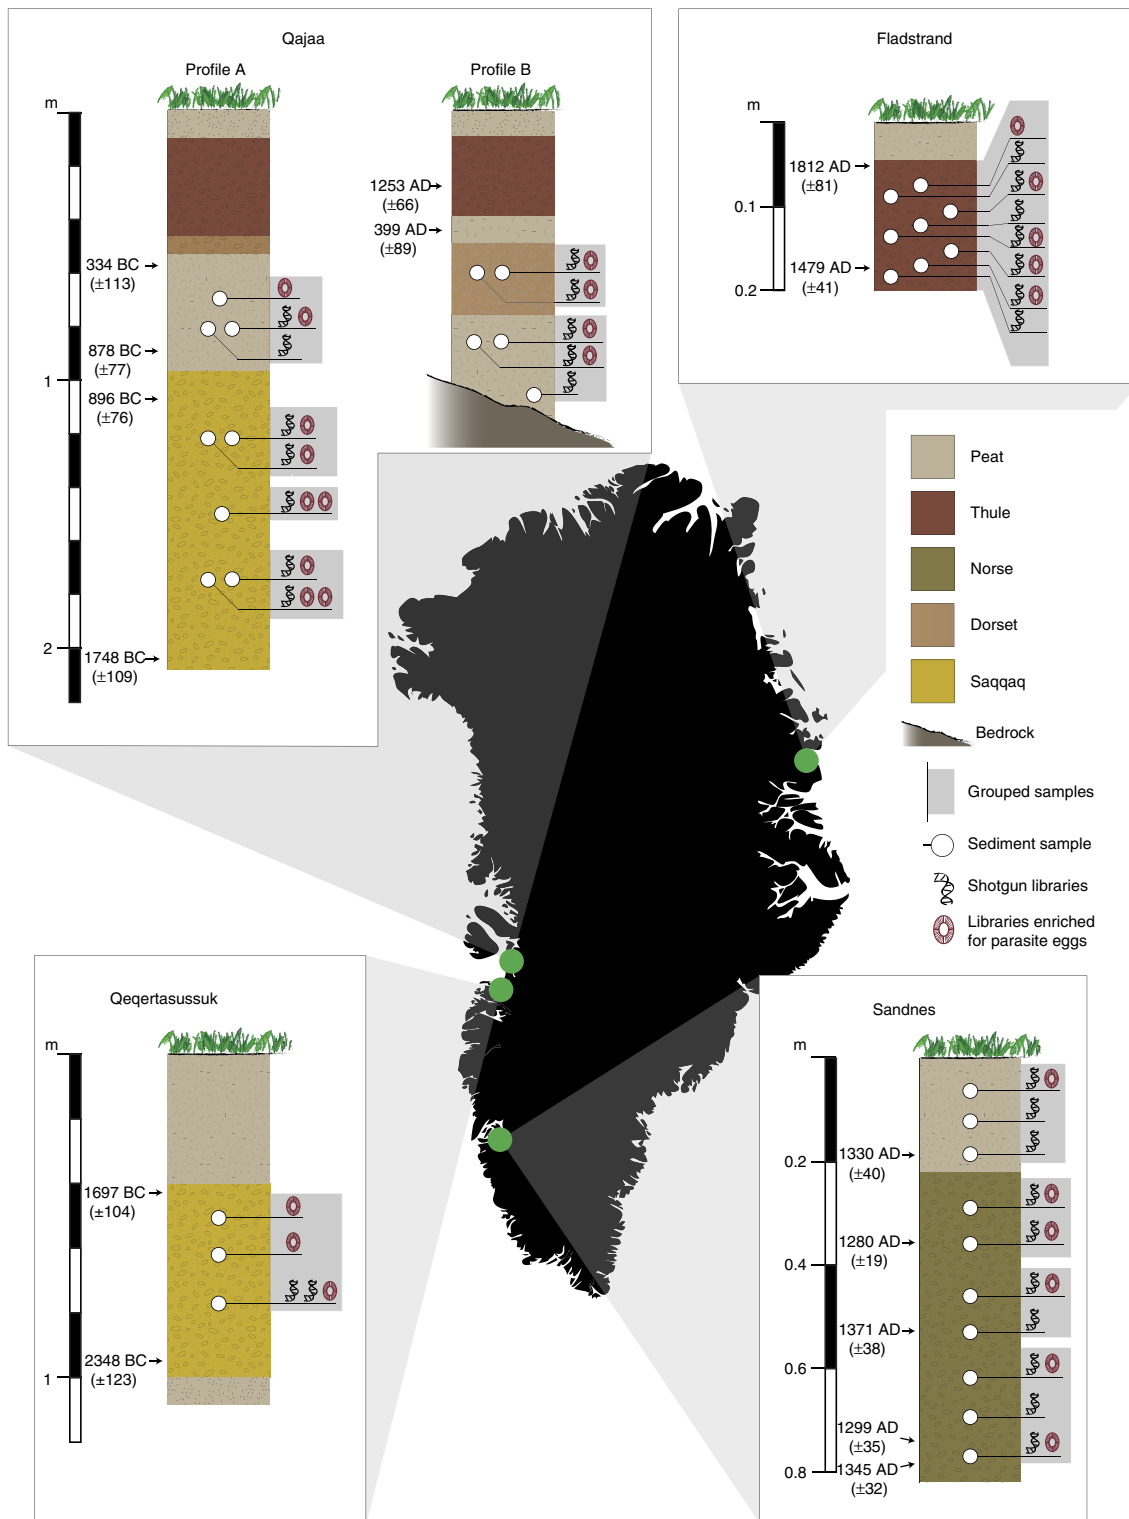 Qajaa
Profile A
Profile B
m
334 BC
(±113)
878 BC
(±77)
1
896 BC
(±76)
2
1748 BC
(±109)
1253 AD
(±66)
399 AD
(±89)
Fladstrand
m
1812 AD
(±81)
0.1
1479 AD
(±41)
0.2
Peat
Thule
Norse
Dorset
Saqqaq
Bedrock
Grouped samples
Sediment sample
Shotgun libraries
Libraries enriched
for parasite eggs
Qeqertasussuk
m
1697 BC
(±104)
2348 BC
1
(±123)
Sandnes
m
1330 AD
0.2
(±40)
1280 AD
(±19)
0.4
1371 AD
(±38)
0.6
1299 AD
(±35)
0.8
1345 AD
(±32)